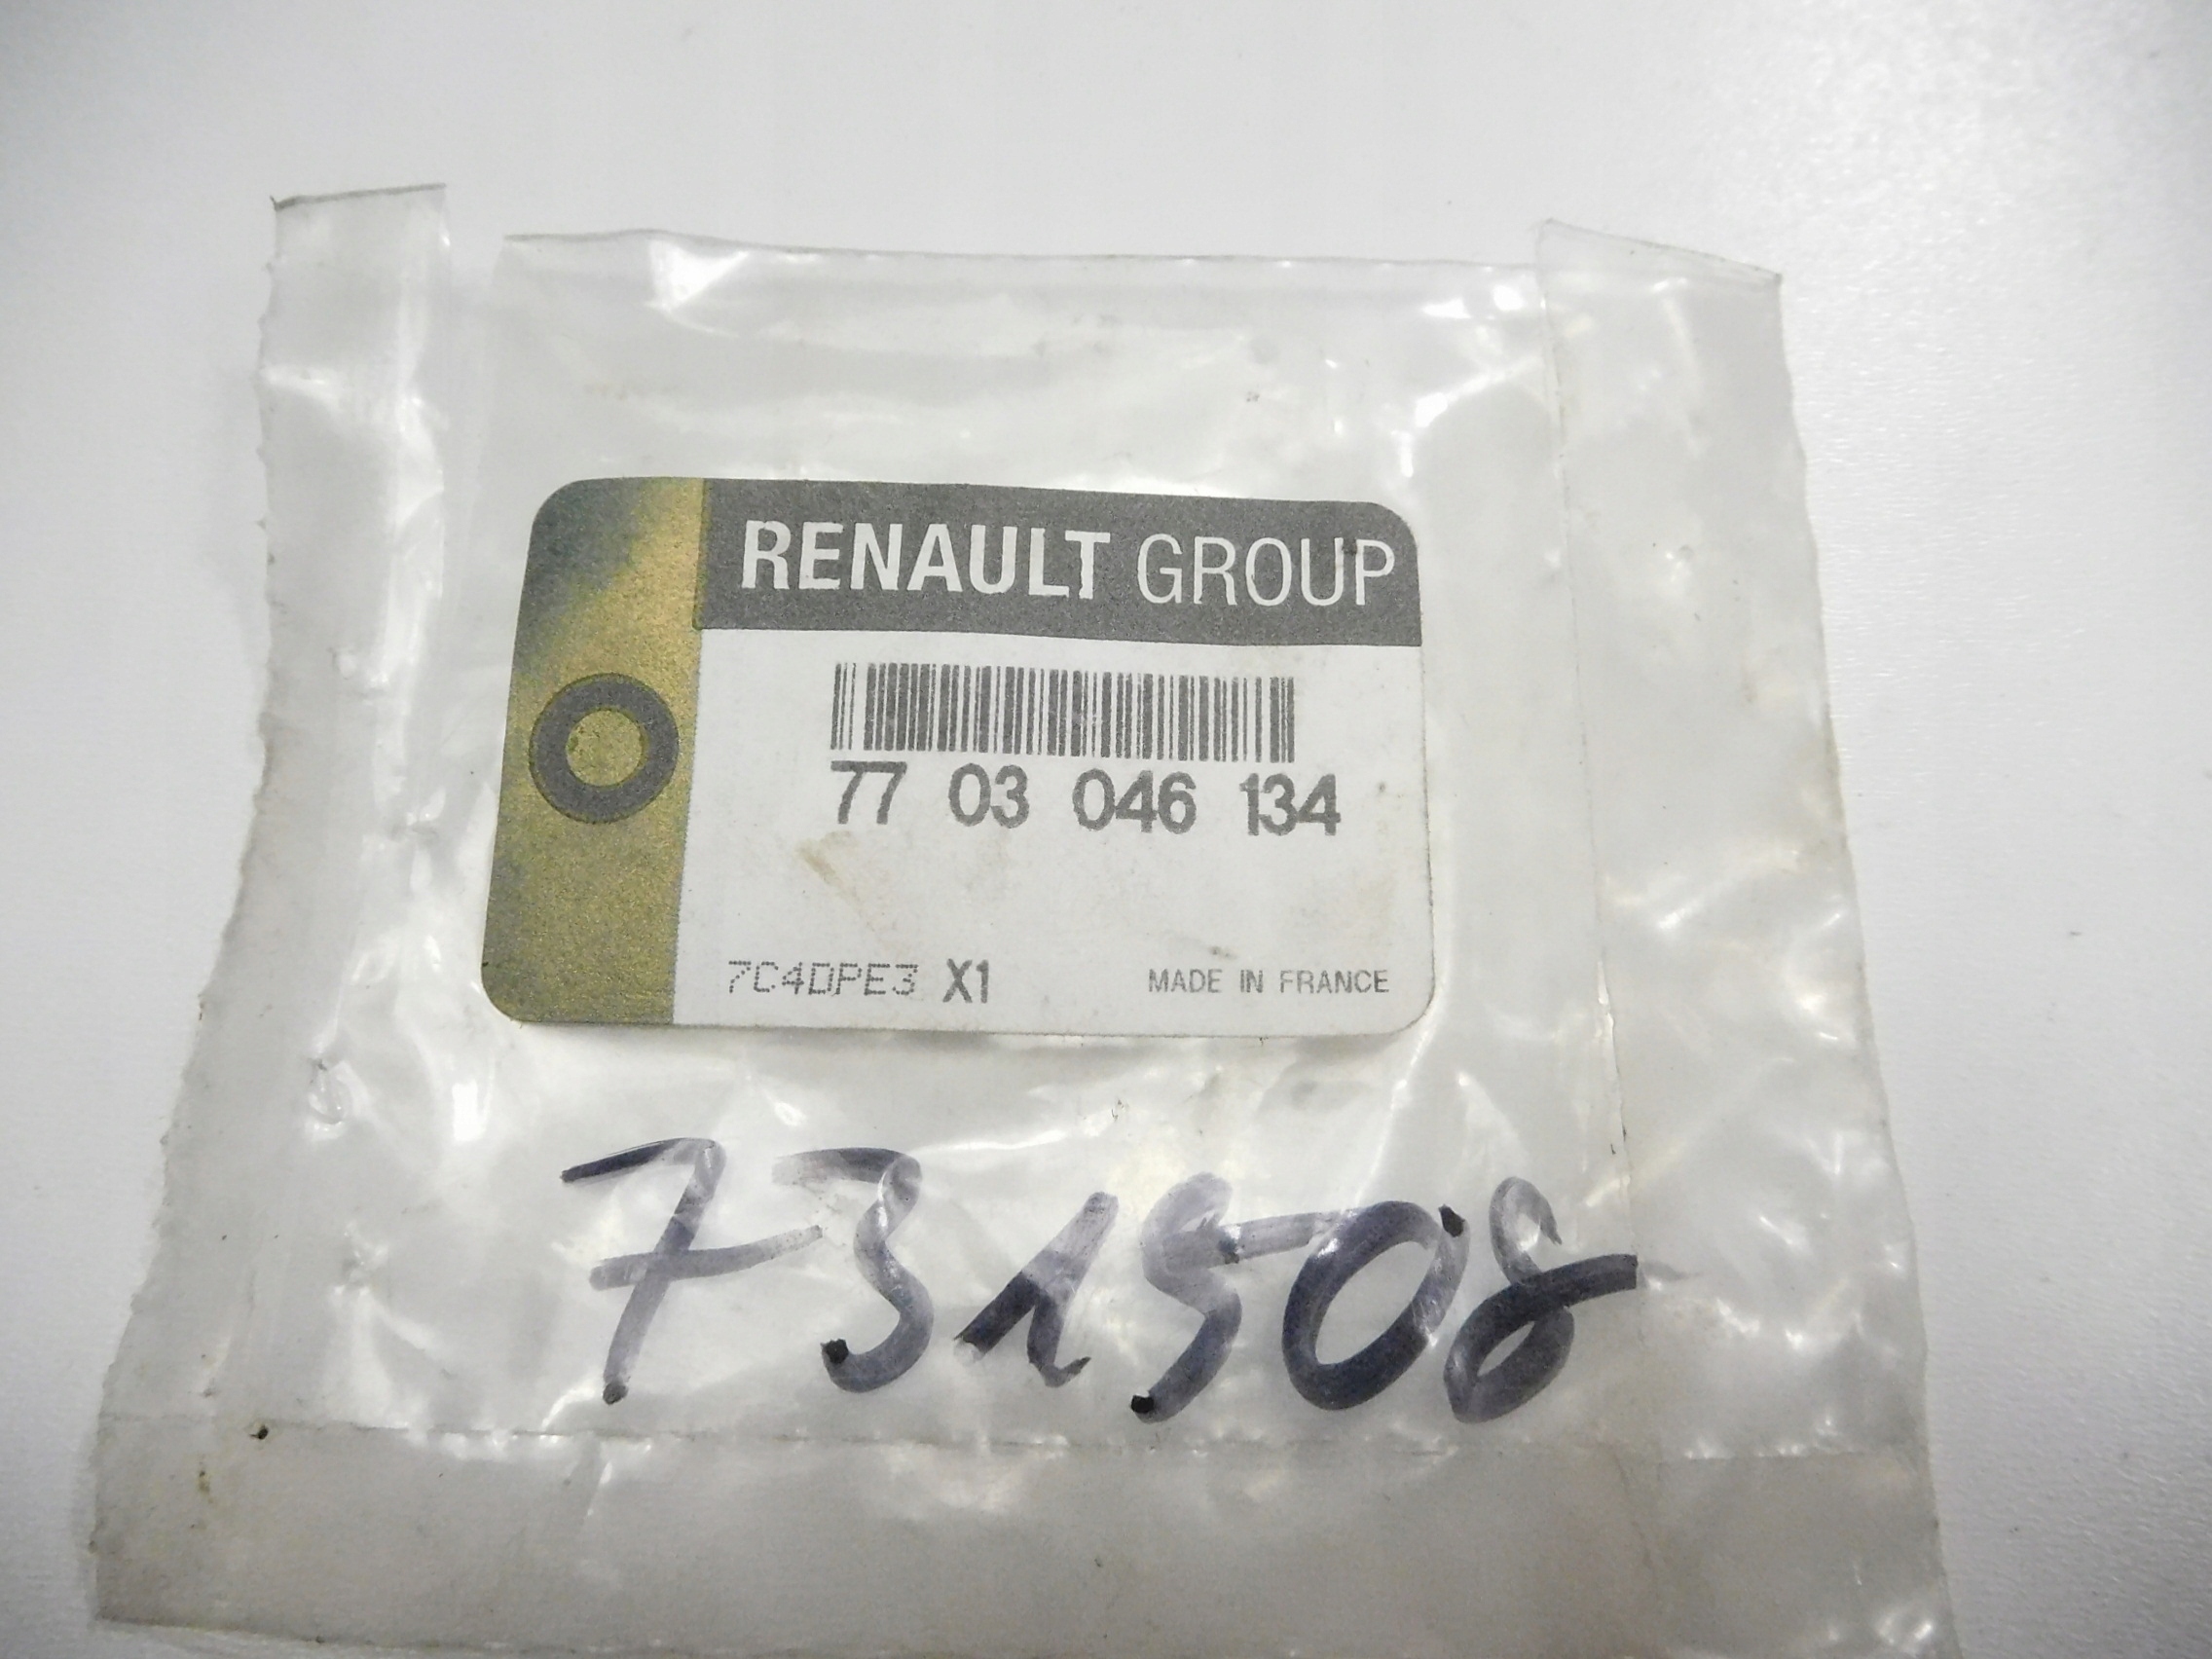 RENAULT GROUP
77 03 046 134
7C4DPE3 X1 MADE IN FRANCE
731508